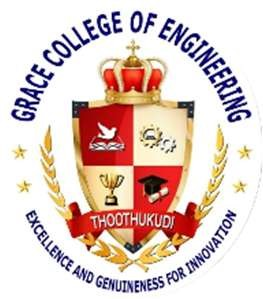 GRACE COLLEGE OF ENGINEERING
THOOTHUKUDI
EXCELLENCE AND GENUINENESS FOR INNOVATION